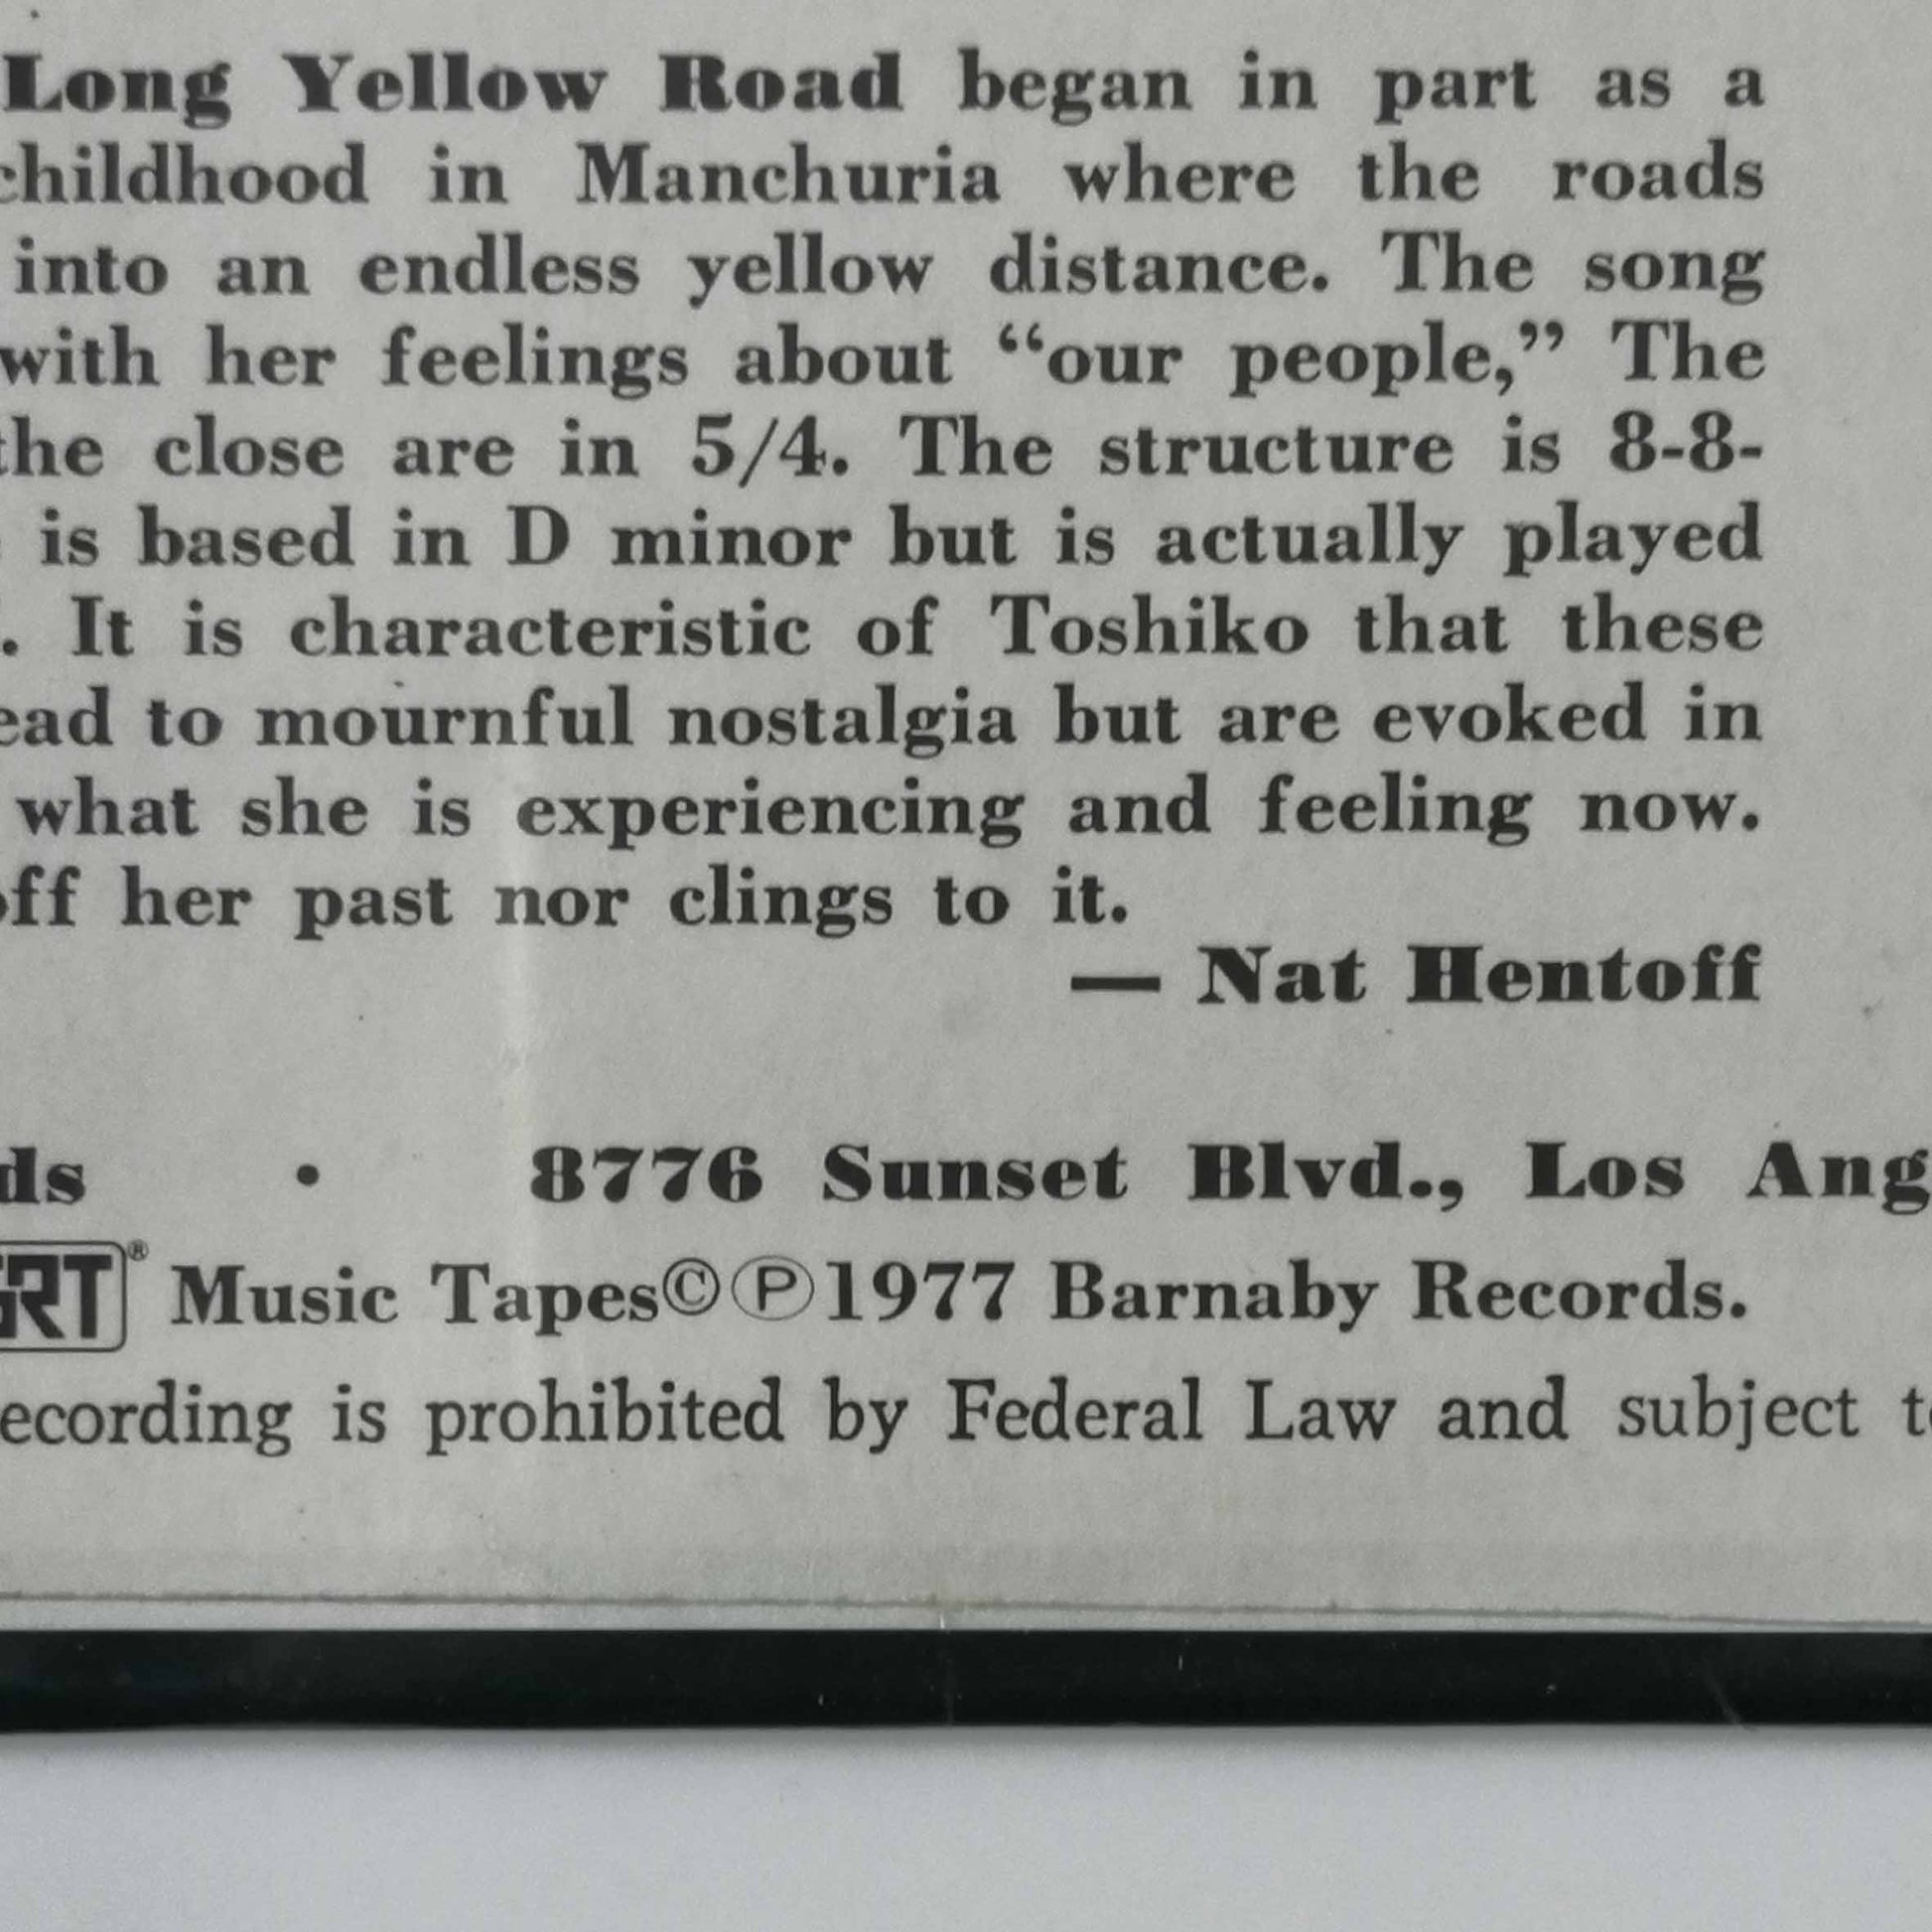 Long Yellow Road began in part as a
childhood in Manchuria where the roads
into an endless yellow distance. The song
with her feelings about “our people,” The
the close are in 5/4. The structure is 8-8-
is based in D minor but is actually played
. It is characteristic of Toshiko that these
ead to mournful nostalgia but are evoked in
what she is experiencing and feeling now.
off her past nor clings to it.
— Nat Hentoff
ds • 8776 Sunset Blvd., Los Ang
GRT® Music Tapes©℗1977 Barnaby Records.
ecording is prohibited by Federal Law and subject to